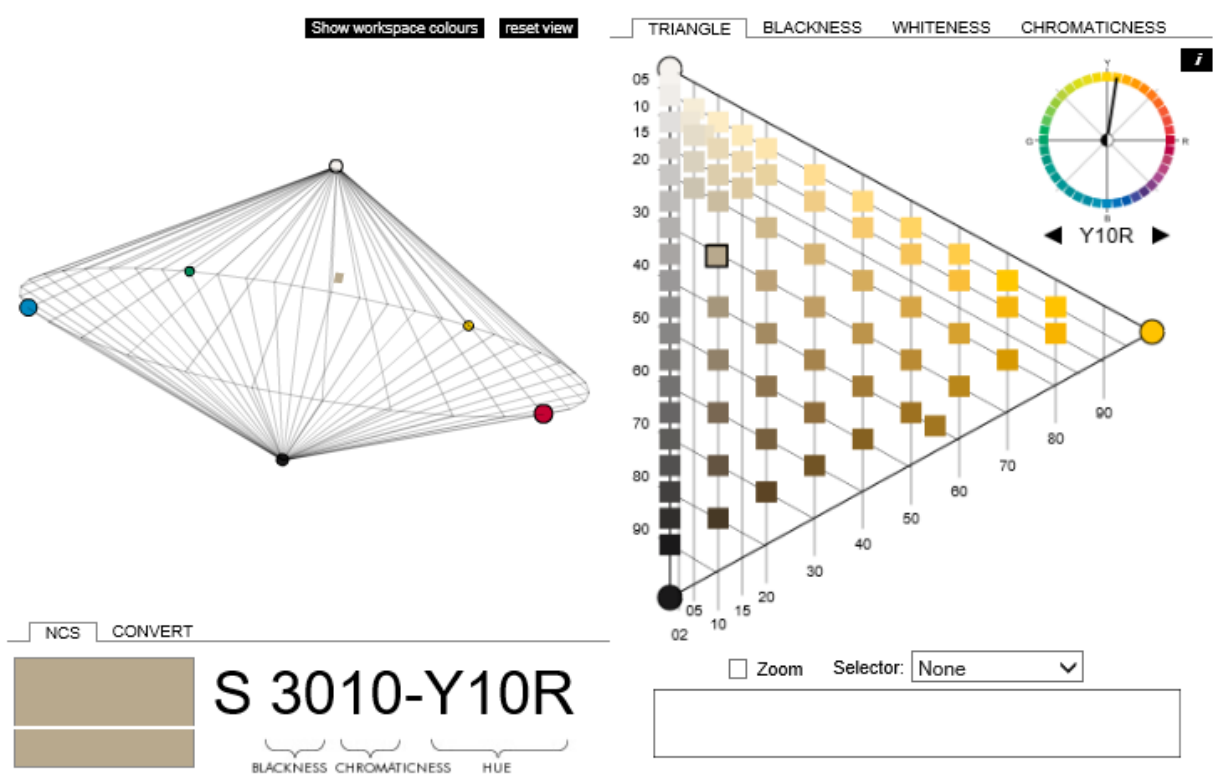 Show workspace colours reset view
TRIANGLE BLACKNESS WHITENESS CHROMATICNESS
i
Y
05
10
15
20
G R
30
B
Y10R
40
50
60
90
70
80
70
80
60
90
50
40
30
20
15
05
10
02
NCS CONVERT
Zoom Selector: None
S 3010-Y10R
BLACKNESS CHROMATICNESS HUE